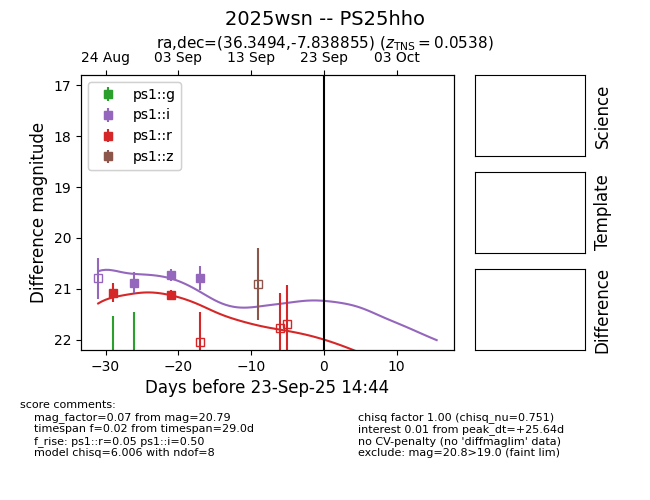 2025wsn -- PS25hho
ra,dec=(36.3494,-7.838855) (z_TNS = 0.0538)
24 Aug 03 Sep 13 Sep 23 Sep 03 Oct
17
18
19
20
21
22
Difference magnitude
ps1::g
ps1::i
ps1::r
ps1::z
−30 −20 −10 0 10
Days before 23-Sep-25 14:44
Science
Template
Difference
score comments:
mag_factor=0.07 from mag=20.79
timespan f=0.02 from timespan=29.0d
f_rise: ps1::r=0.05 ps1::i=0.50
model chisq=6.006 with ndof=8
chisq factor 1.00 (chisq_nu=0.751)
interest 0.01 from peak_dt=+25.64d
no CV-penalty (no 'diffmaglim' data)
exclude: mag=20.8>19.0 (faint lim)